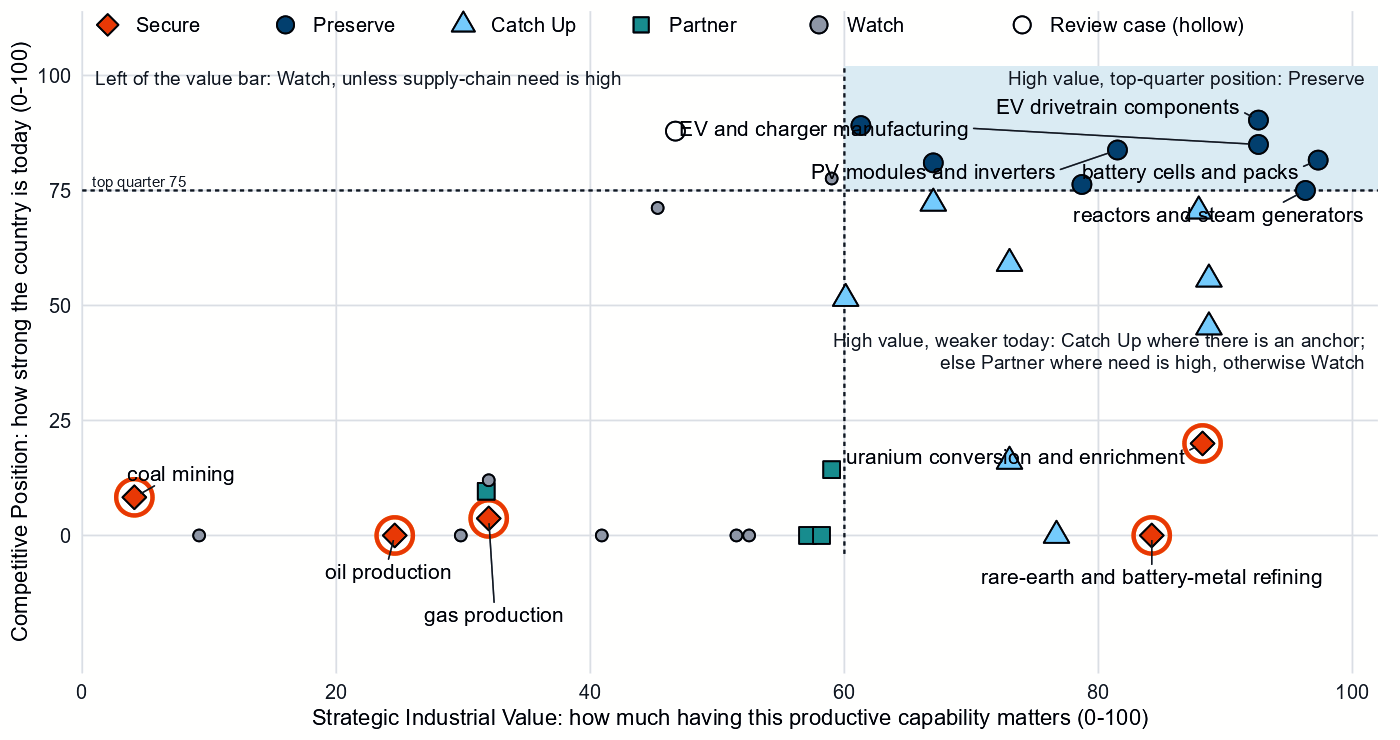 Secure
Preserve
Catch Up
Partner
Watch
Review case (hollow)
Competitive Position: how strong the country is today (0-100)
100
75
50
25
0
Left of the value bar: Watch, unless supply-chain need is high
High value, top-quarter position: Preserve
EV drivetrain components
EV and charger manufacturing
PV modules and inverters
battery cells and packs
top quarter 75
reactors and steam generators
High value, weaker today: Catch Up where there is an anchor;
else Partner where need is high, otherwise Watch
uranium conversion and enrichment
coal mining
oil production
rare-earth and battery-metal refining
gas production
0
20
40
60
80
100
Strategic Industrial Value: how much having this productive capability matters (0-100)